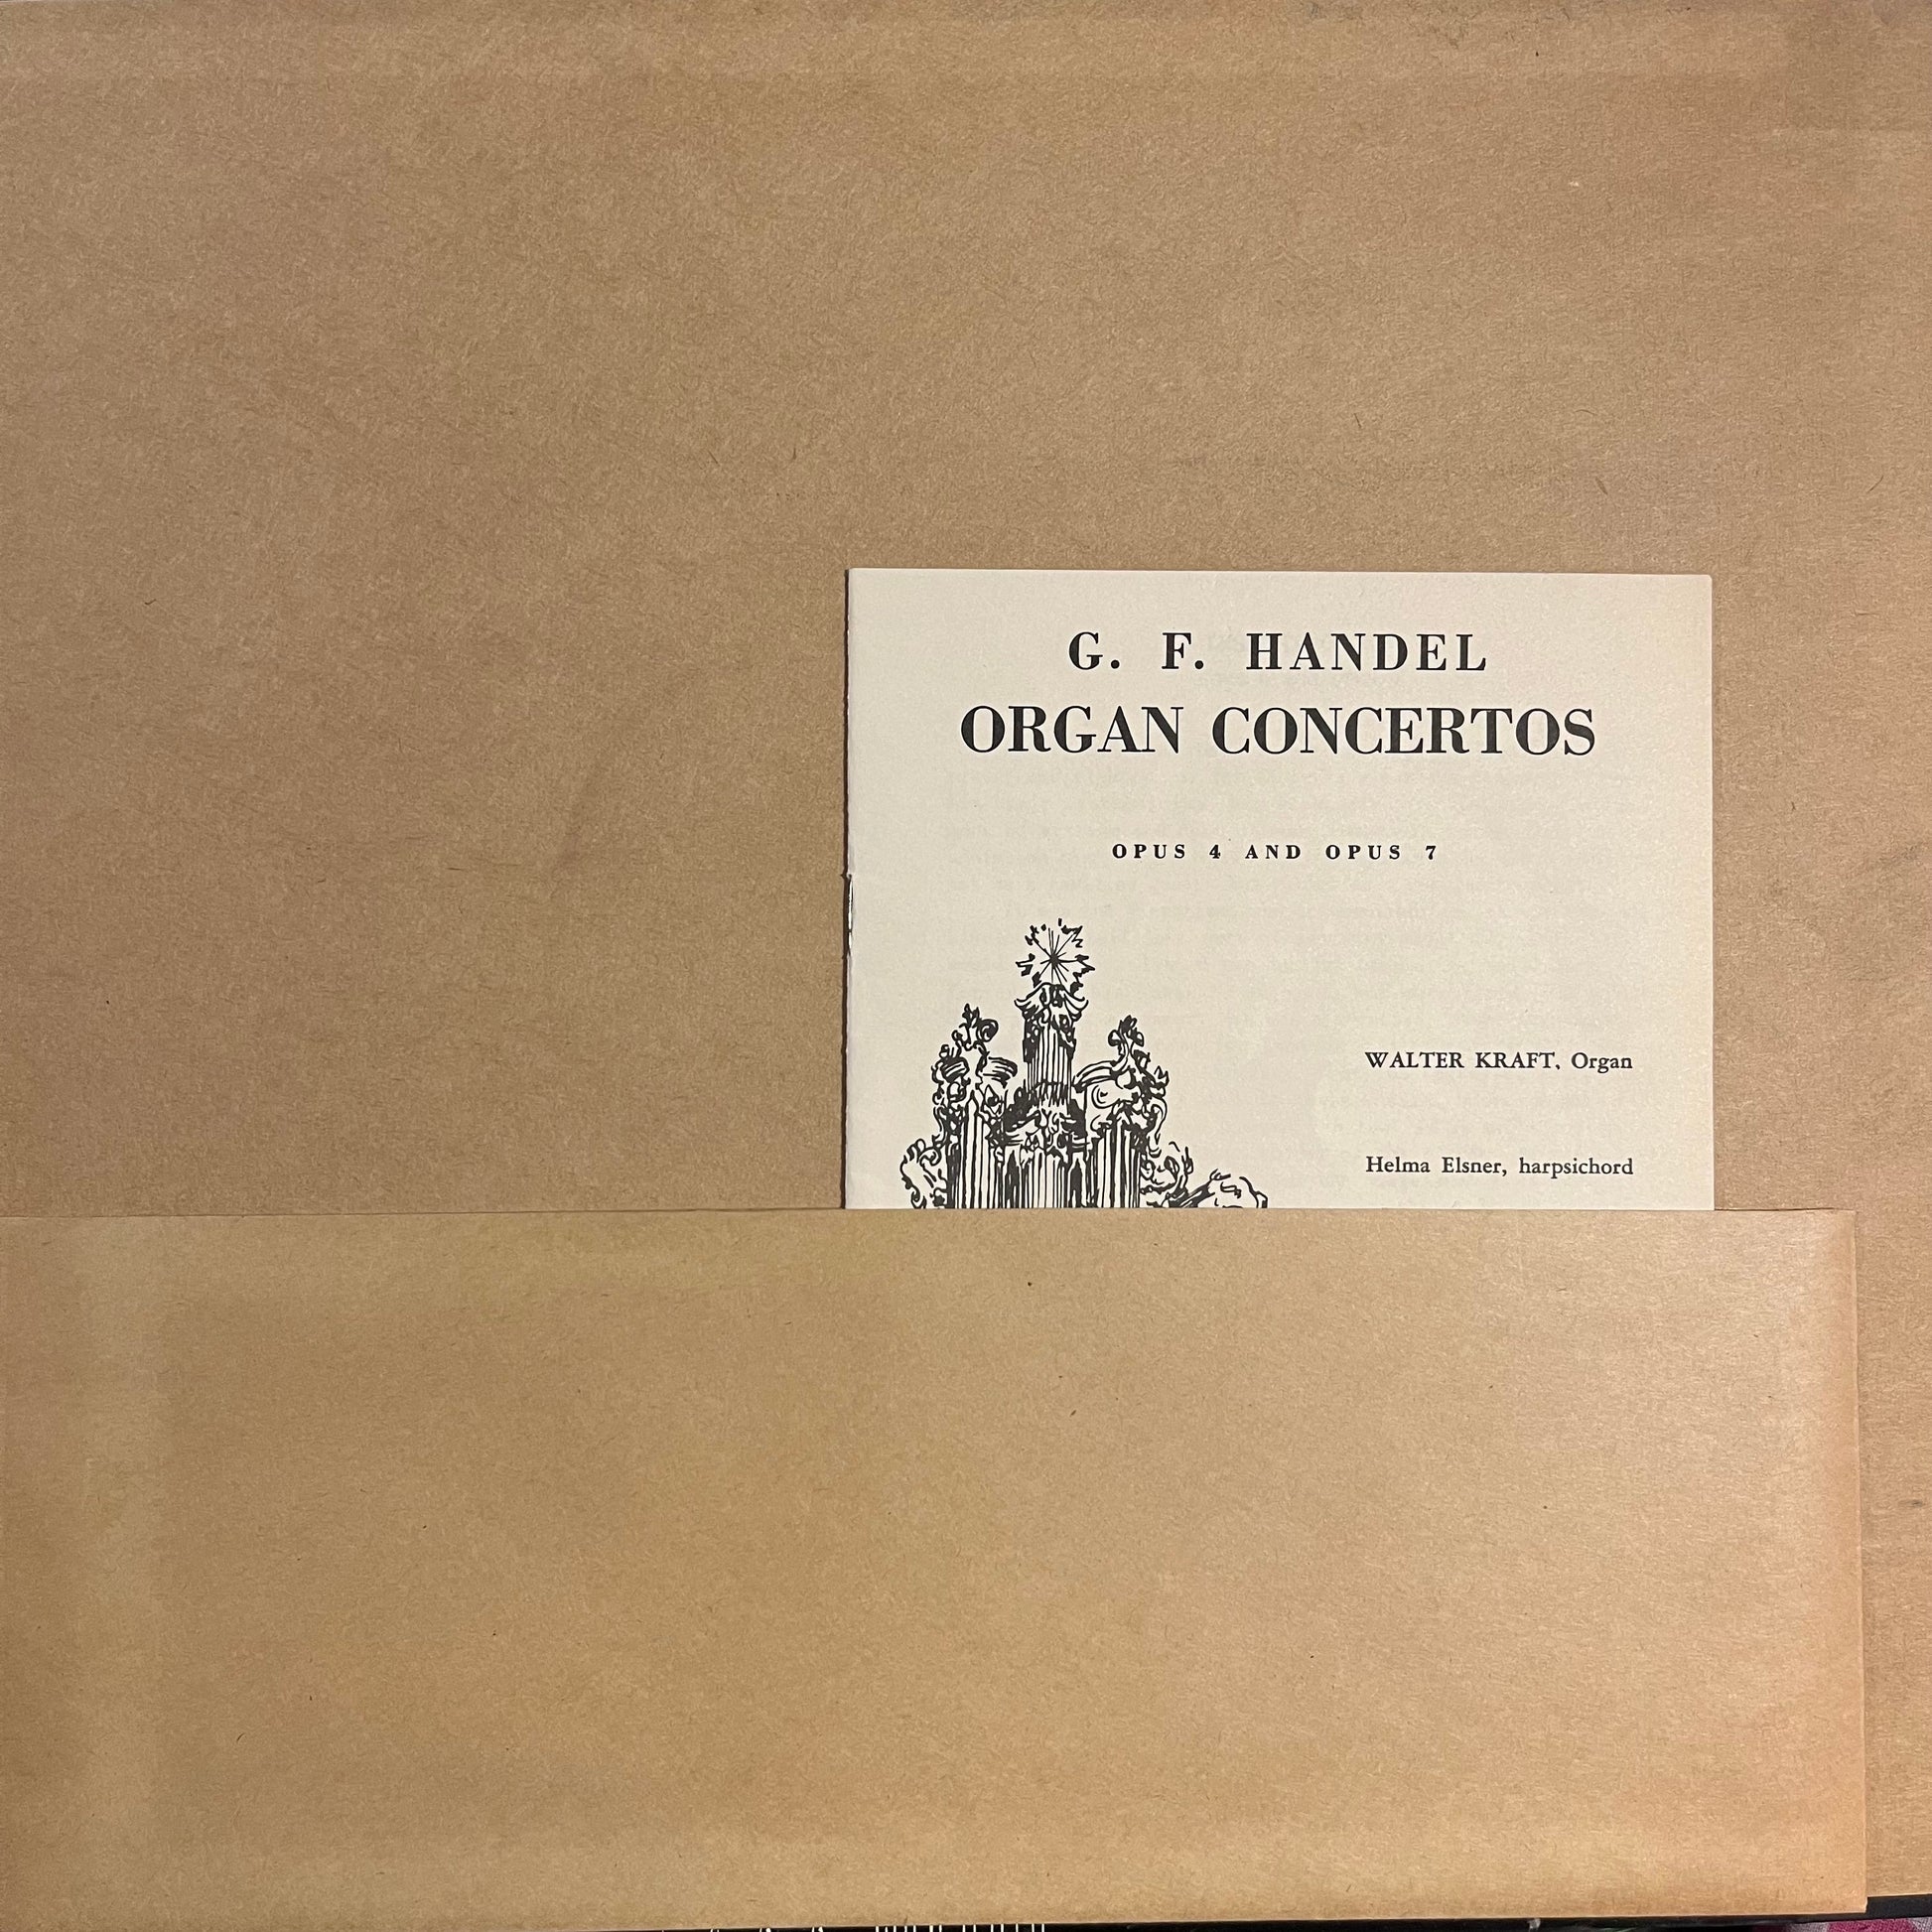 G. F. HANDEL
ORGAN CONCERTOS
OPUS 4 AND OPUS 7
WALTER KRAFT, Organ
Helma Elsner, harpsichord